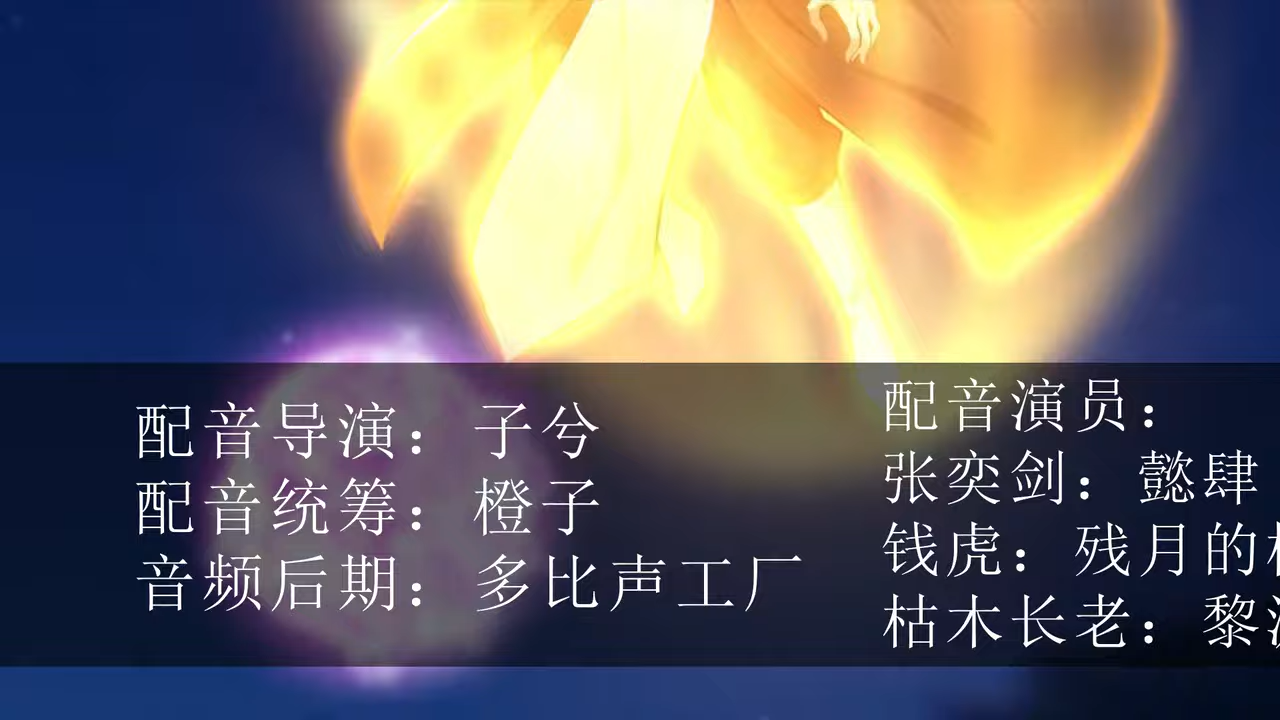 配音导演：子兮
配音统筹：橙子
音频后期：多比声工厂
配音演员：
张奕剑：懿肆
钱虎：残月的
枯木长老：黎